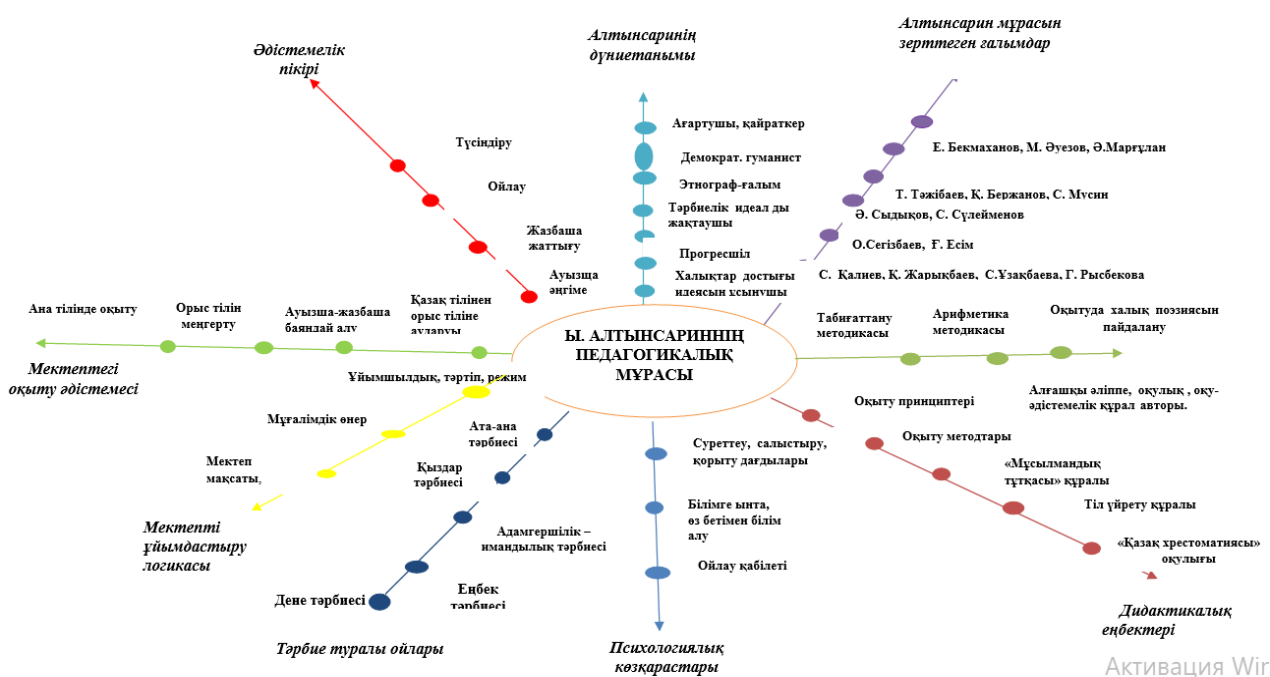 Әдістемелік
пікірі
Алтынсаринің
дүниетанымы
Алтынсарин мұрасын
зерттеген ғалымдар
Түсіндіру
Ойлау
Жазбаша
жаттығу
Ауызща
әңгіме
Ағартушы, қайраткер
Демократ. гуманист
Этнограф-ғалым
Тәрбиелік идеал ды
жақтаушы
Прогресшіл
Халықтар достығы
идеясын ұсынушы
Е. Бекмаханов, М. Әуезов, Ә.Марғұлан
Т. Тәжібаев, Қ. Бержанов, С. Мусин
Ә. Сыдықов, С. Сүлейменов
О.Сегізбаев, Ғ. Есім
С. Қалиев, Қ. Жарықбаев, С.Ұзақбаева, Г. Рысбекова
Ана тілінде оқыту
Орыс тілін
меңгерту
Ауызша-жазбаша
баяндай алу
Қазақ тілінен
орыс тіліне
аударуы
Мектептегі
оқыту әдістемесі
Ы. АЛТЫНСАРИННІҢ
ПЕДАГОГИКАЛЫҚ
МҰРАСЫ
Табиғаттану
методикасы
Арифметика
методикасы
Оқытуда халық поэзиясын
пайдалану
Алғашқы әліппе, оқулық , оқу-
әдістемелік құрал авторы.
Ұйымшылдық, тәртіп, режим
Мұғалімдік өнер
Мектеп
мақсаты,
Мектепті
ұйымдастыру
логикасы
Ата-ана
тәрбиесі
Қыздар
тәрбиесі
Адамгершілік –
имандылық тәрбиесі
Еңбек
тәрбиесі
Дене тәрбиесі
Тәрбие туралы ойлары
Суреттеу, салыстыру,
қорыту дағдылары
Білімге ынта,
өз бетімен білім
алу
Ойлау қабілеті
Психологиялық
көзқарастары
Оқыту принциптері
Оқыту методтары
«Мұсылмандық
тұтқасы» құралы
Тіл үйрету құралы
«Қазақ хрестоматиясы»
оқулығы
Дидактикалық
еңбектері
Активация Wir